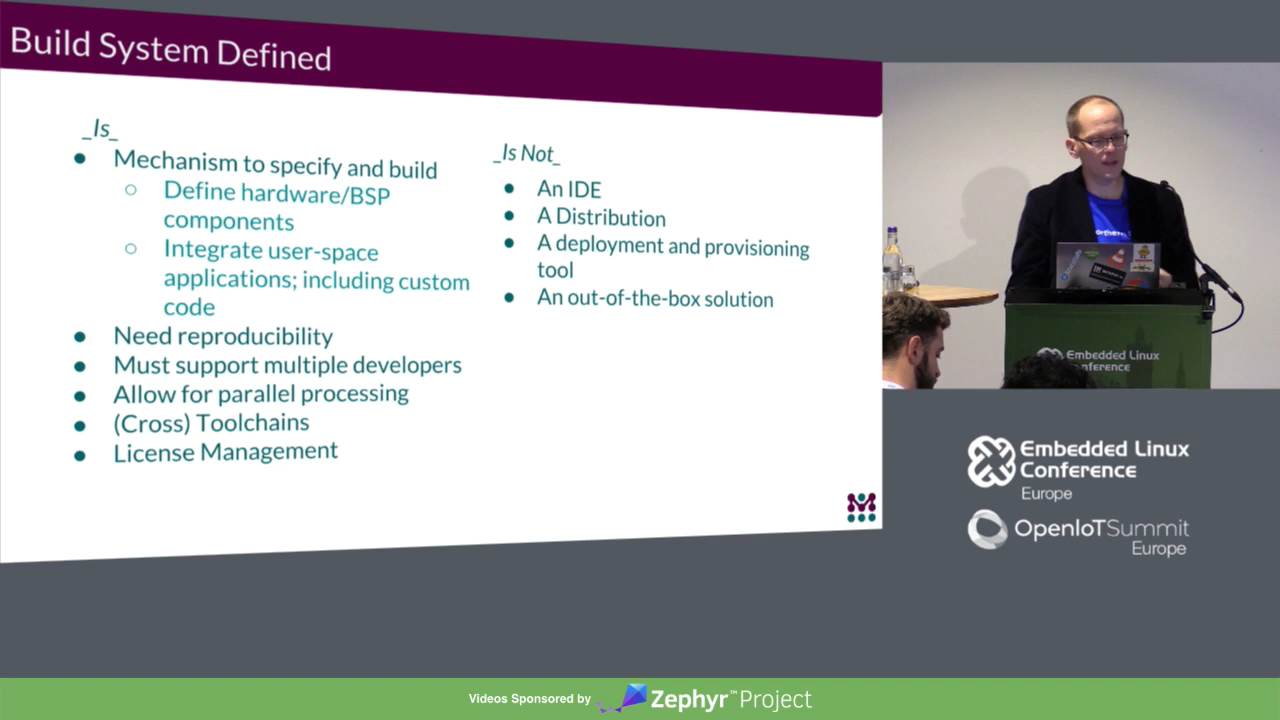 Build System Defined
_Is_
● Mechanism to specify and build
○ Define hardware/BSP
components
○ Integrate user-space
applications; including custom
code
● Need reproducibility
● Must support multiple developers
● Allow for parallel processing
● (Cross) Toolchains
● License Management
_Is Not_
● An IDE
● A Distribution
● A deployment and provisioning
tool
● An out-of-the-box solution
Embedded Linux
Embedded Linux
Conference
Europe
OpenIoTSummit
Europe
Videos Sponsored by
Zephyr™Project